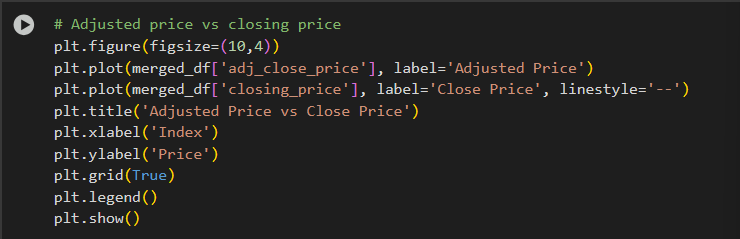 # Adjusted price vs closing price
plt.figure(figsize=(10,4))
plt.plot(merged_df['adj_close_price'], label='Adjusted Price')
plt.plot(merged_df['closing_price'], label='Close Price', linestyle='--')
plt.title('Adjusted Price vs Close Price')
plt.xlabel('Index')
plt.ylabel('Price')
plt.grid(True)
plt.legend()
plt.show()